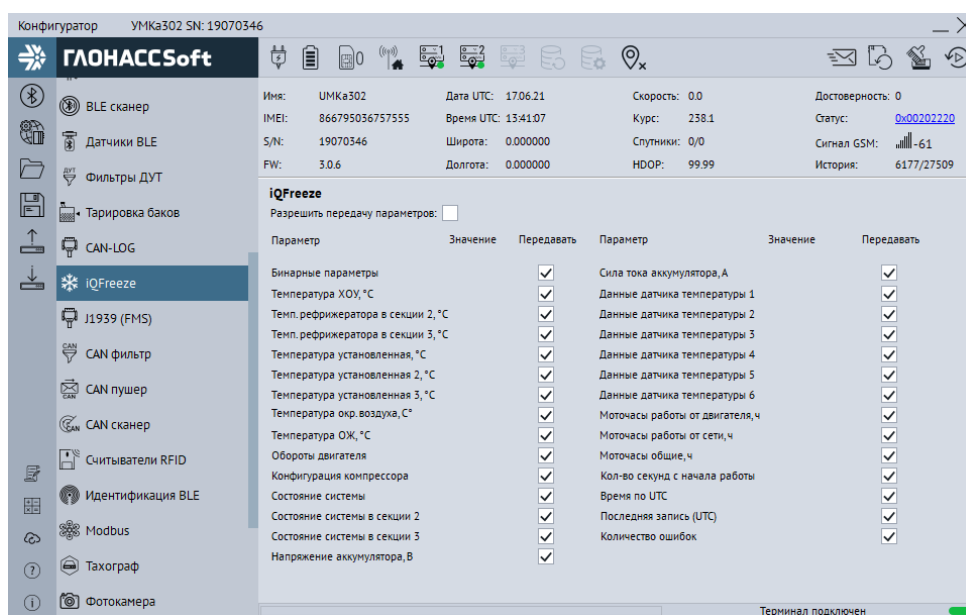 Конфигуратор УМКа302 SN: 19070346
ГЛОНАССSoft
0 1 2
Имя: УМКа302 Дата UTC: 17.06.21 Скорость: 0.0 Достоверность: 0
IMEI: 866795036757555 Время UTC: 13:41:07 Курс: 238.1 Статус: 0x00202220
S/N: 19070346 Широта: 0.000000 Спутники: 0/0 Сигнал GSM: -61
FW: 3.0.6 Долгота: 0.000000 HDOP: 99.99 История: 6177/27509
BLE сканер
Датчики BLE
ДУТ Фильтры ДУТ
Тарировка баков
CAN-LOG
iQFreeze
J1939 (FMS)
CAN CAN фильтр
CAN CAN пушер
CAN CAN сканер
Считыватели RFID
Идентификация BLE
Modbus
Тахограф
Фотокамера
iQFreeze
Разрешить передачу параметров:
Параметр Значение Передавать Параметр Значение Передавать
Бинарные параметры Сила тока аккумулятора, А
Температура ХОУ, °C Данные датчика температуры 1
Темп. рефрижератора в секции 2, °C Данные датчика температуры 2
Темп. рефрижератора в секции 3, °C Данные датчика температуры 3
Температура установленная, °C Данные датчика температуры 4
Температура установленная 2, °C Данные датчика температуры 5
Температура установленная 3, °C Данные датчика температуры 6
Температура окр. воздуха, C° Моточасы работы от двигателя, ч
Температура ОЖ, °C Моточасы работы от сети, ч
Обороты двигателя Моточасы общие, ч
Конфигурация компрессора Кол-во секунд с начала работы
Состояние системы Время по UTC
Состояние системы в секции 2 Последняя запись (UTC)
Состояние системы в секции 3 Количество ошибок
Напряжение аккумулятора, В
Терминал подключен